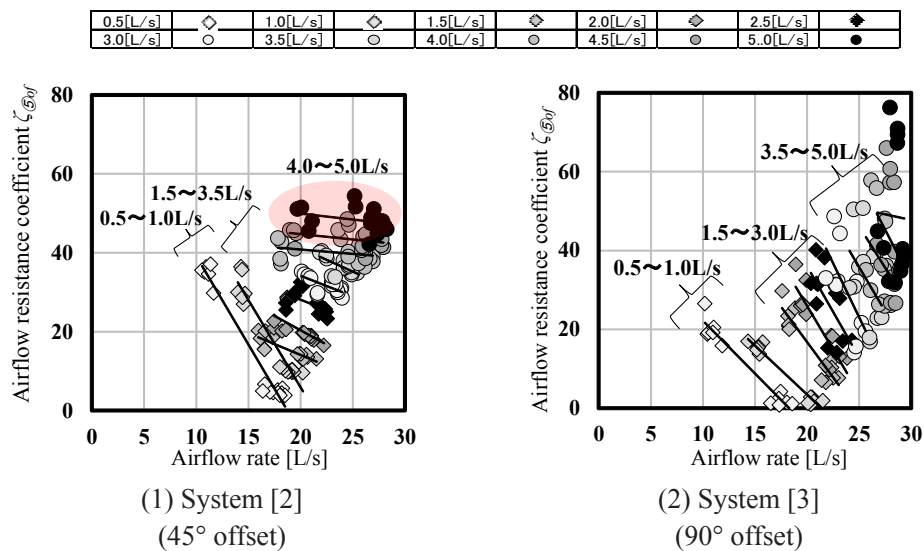 0.5[L/s] 1.0[L/s] 1.5[L/s] 2.0[L/s] 2.5[L/s]
3.0[L/s] 3.5[L/s] 4.0[L/s] 4.5[L/s] 5.0[L/s]
Airflow resistance coefficient ζ⑤of
80
60
40
20
0
4.0～5.0L/s
1.5～3.5L/s
0.5～1.0L/s
0 5 10 15 20 25 30
Airflow rate [L/s]
(1) System [2]
(45° offset)
Airflow resistance coefficient ζ⑤of
80
60
40
20
0
3.5～5.0L/s
1.5～3.0L/s
0.5～1.0L/s
0 5 10 15 20 25 30
Airflow rate [L/s]
(2) System [3]
(90° offset)